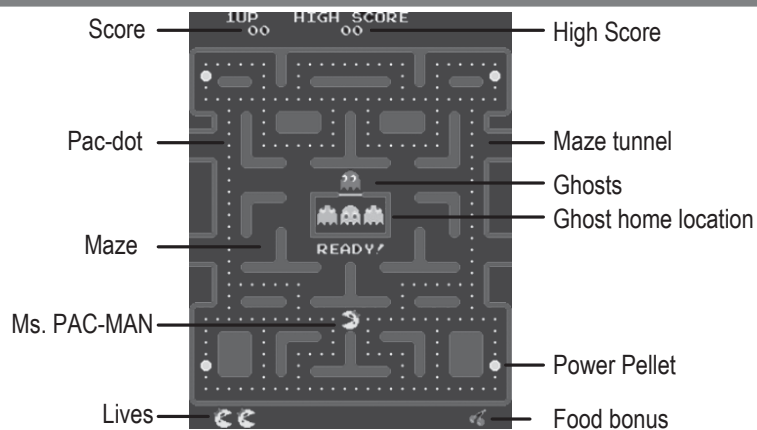 1UP HIGH SCORE
Score 00 00 High Score
Pac-dot Maze tunnel
Ghosts
Ghost home location
Maze READY!
Ms. PAC-MAN
Power Pellet
Lives Food bonus